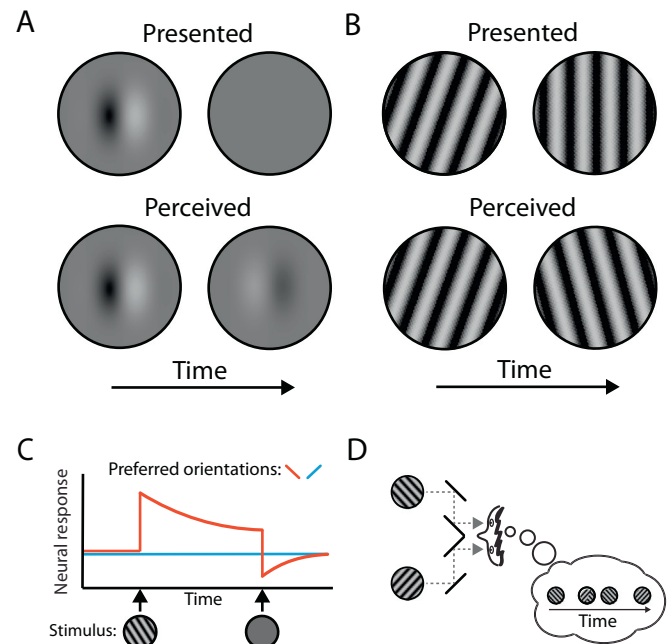 A
Presented
Perceived
Time
B
Presented
Perceived
Time
C
Preferred orientations:
Neural response
Time
Stimulus:
D
Time